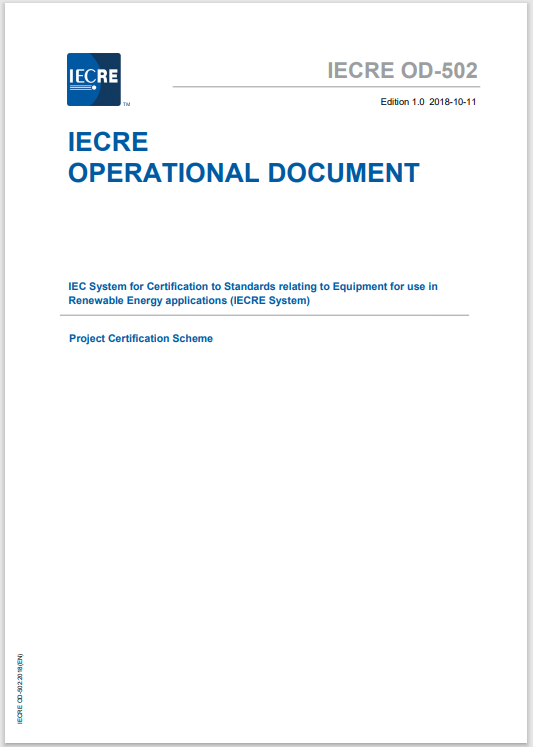 IECRE
TM
IECRE OD-502
Edition 1.0 2018-10-11
IECRE
OPERATIONAL DOCUMENT
IEC System for Certification to Standards relating to Equipment for use in
Renewable Energy applications (IECRE System)
Project Certification Scheme
IECRE OD-502:2018(EN)